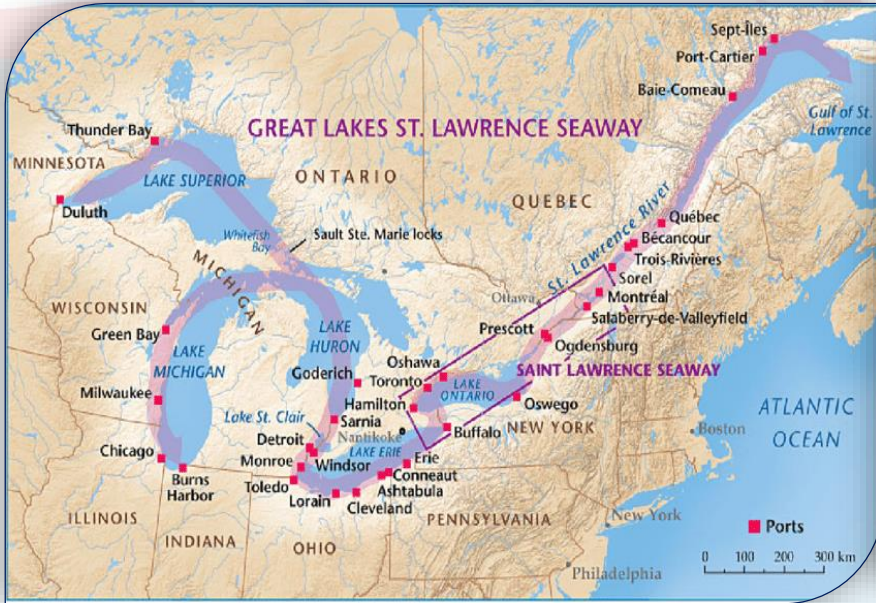 Sept-Îles
Port-Cartier
Baie-Comeau
Gulf of St.
Lawrence
Thunder Bay
GREAT LAKES ST. LAWRENCE SEAWAY
MINNESOTA
LAKE SUPERIOR
ONTARIO
QUEBEC
Duluth
Whitefish
Bay
Sault Ste. Marie locks
St. Lawrence River
Québec
Bécancour
Trois-Rivières
Sorel
Montréal
Salaberry-de-Valleyfield
Ottawa
Prescott
Ogdensburg
MICHIGAN
WISCONSIN
Green Bay
LAKE
MICHIGAN
LAKE
HURON
Goderich
Oshawa
Toronto
LAKE
ONTARIO
SAINT LAWRENCE SEAWAY
Milwaukee
Hamilton
Oswego
Lake St. Clair
Sarnia
Nantikoke
Buffalo
NEW YORK
ATLANTIC
OCEAN
Boston
Chicago
Burns
Harbor
Detroit
Monroe
Windsor
LAKE ERIE
Erie
Conneaut
Ashtabula
Toledo
Lorain
Cleveland
PENNSYLVANIA
New York
ILLINOIS
INDIANA
OHIO
Philadelphia
Ports
0 100 200 300 km